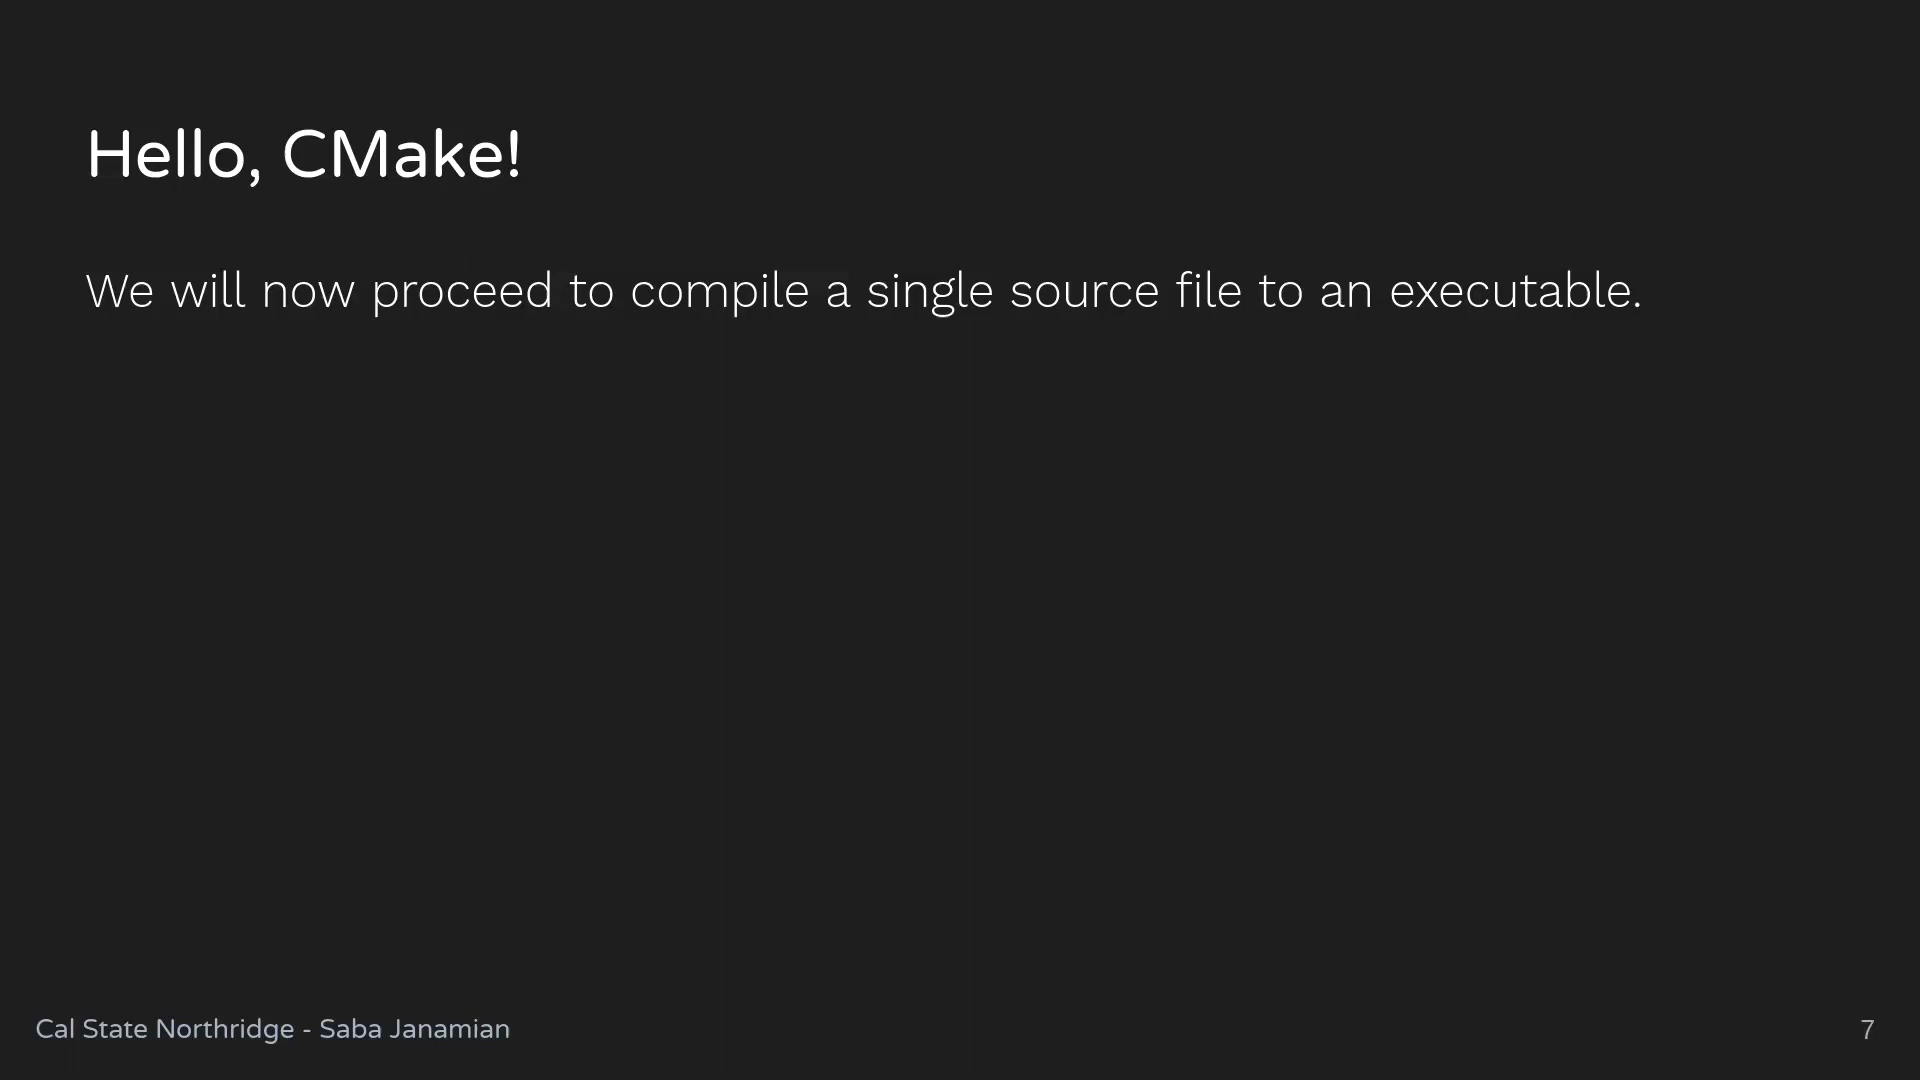 Hello, CMake!
We will now proceed to compile a single source file to an executable.
Cal State Northridge - Saba Janamian
7